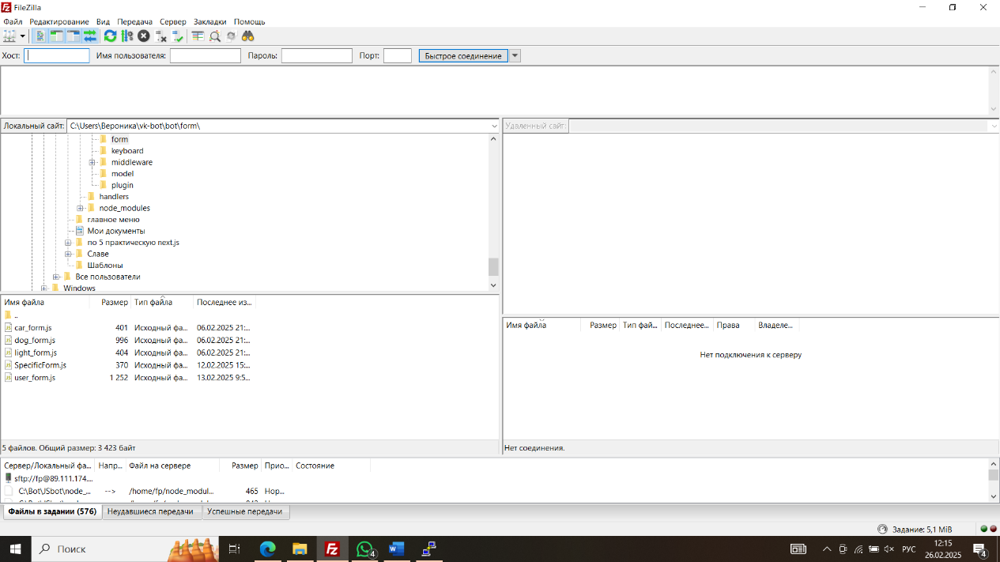 FileZilla
Файл Редактирование Вид Передача Сервер Закладки Помощь
Хост: Имя пользователя: Пароль: Порт: Быстрое соединение
Локальный сайт: C:\Users\Вероника\vk-bot\bot\form\
Удаленный сайт:
form
keyboard
middleware
model
plugin
handlers
node_modules
главное меню
Мои документы
по 5 практическую next.js
Славе
Шаблоны
Все пользователи
Windows
Имя файла Размер Тип файла Последнее из...
..
car_form.js 401 Исходный фа... 06.02.2025 21:...
dog_form.js 996 Исходный фа... 06.02.2025 21:...
light_form.js 404 Исходный фа... 06.02.2025 21:...
SpecificForm.js 370 Исходный фа... 12.02.2025 15:...
user_form.js 1 252 Исходный фа... 13.02.2025 9:5...
5 файлов. Общий размер: 3 423 байт
Имя файла Размер Тип фай... Последнее... Права Владеле...
Нет подключения к серверу
Нет соединения.
Сервер/Локальный фа... Напр... Файл на сервере Размер Прио... Состояние
sftp://fp@89.111.174....
C:\Bot\JSbot\node_... --> /home/fp/node_modul... 465 Нор...
Файлы в задании (576) Неудавшиеся передачи Успешные передачи
Задание: 5,1 MiB
Поиск
4
РУС
12:15
26.02.2025
4